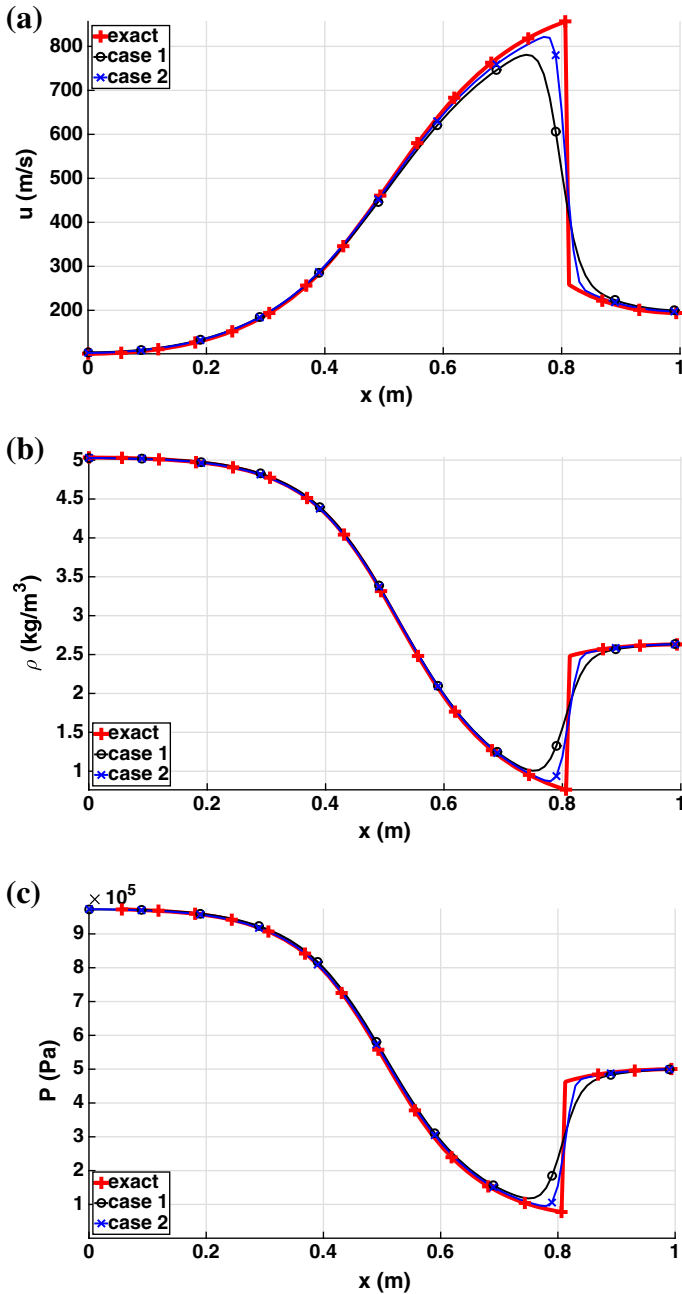 (a)
exact
case 1
case 2
800
700
600
500
400
300
200
u (m/s)
0 0.2 0.4 0.6 0.8 1
x (m)
(b)
5
4.5
4
3.5
3
2.5
2
1.5
1
ρ (kg/m³)
exact
case 1
case 2
0 0.2 0.4 0.6 0.8 1
x (m)
(c)
× 10⁵
9
8
7
6
5
4
3
2
1
P (Pa)
exact
case 1
case 2
0 0.2 0.4 0.6 0.8 1
x (m)